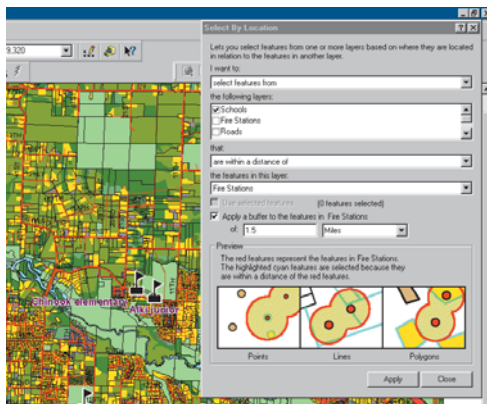 9.320
Select By Location
Lets you select features from one or more layers based on where they are located
in relation to the features in another layer.
I want to:
select features from
the following layers:
Schools
Fire Stations
Roads
that:
are within a distance of
the features in this layer:
Fire Stations
Use selected features (0 features selected)
Apply a buffer to the features in Fire Stations
of: 1.5 Miles
Preview
The red features represent the features in Fire Stations.
The highlighted cyan features are selected because they
are within a distance of the red features.
Points Lines Polygons
Apply Close
Chinook elementary
Alki junior